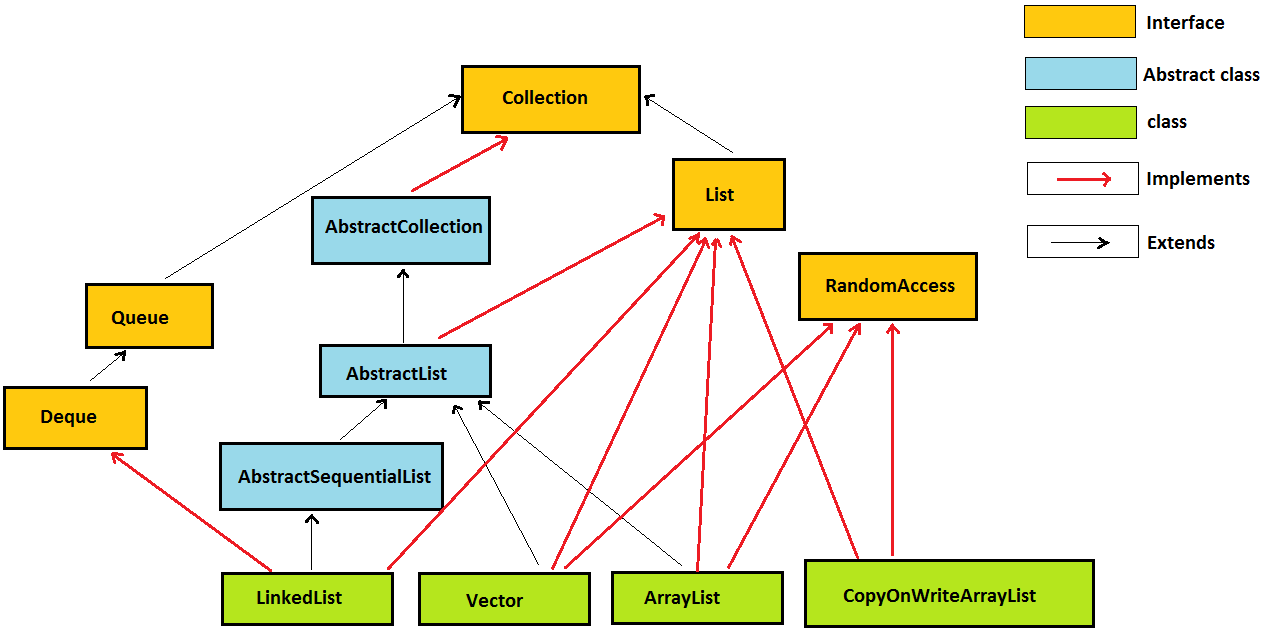 Interface
Abstract class
class
Implements
Extends
Collection
List
AbstractCollection
RandomAccess
Queue
AbstractList
Deque
AbstractSequentialList
LinkedList
Vector
ArrayList
CopyOnWriteArrayList